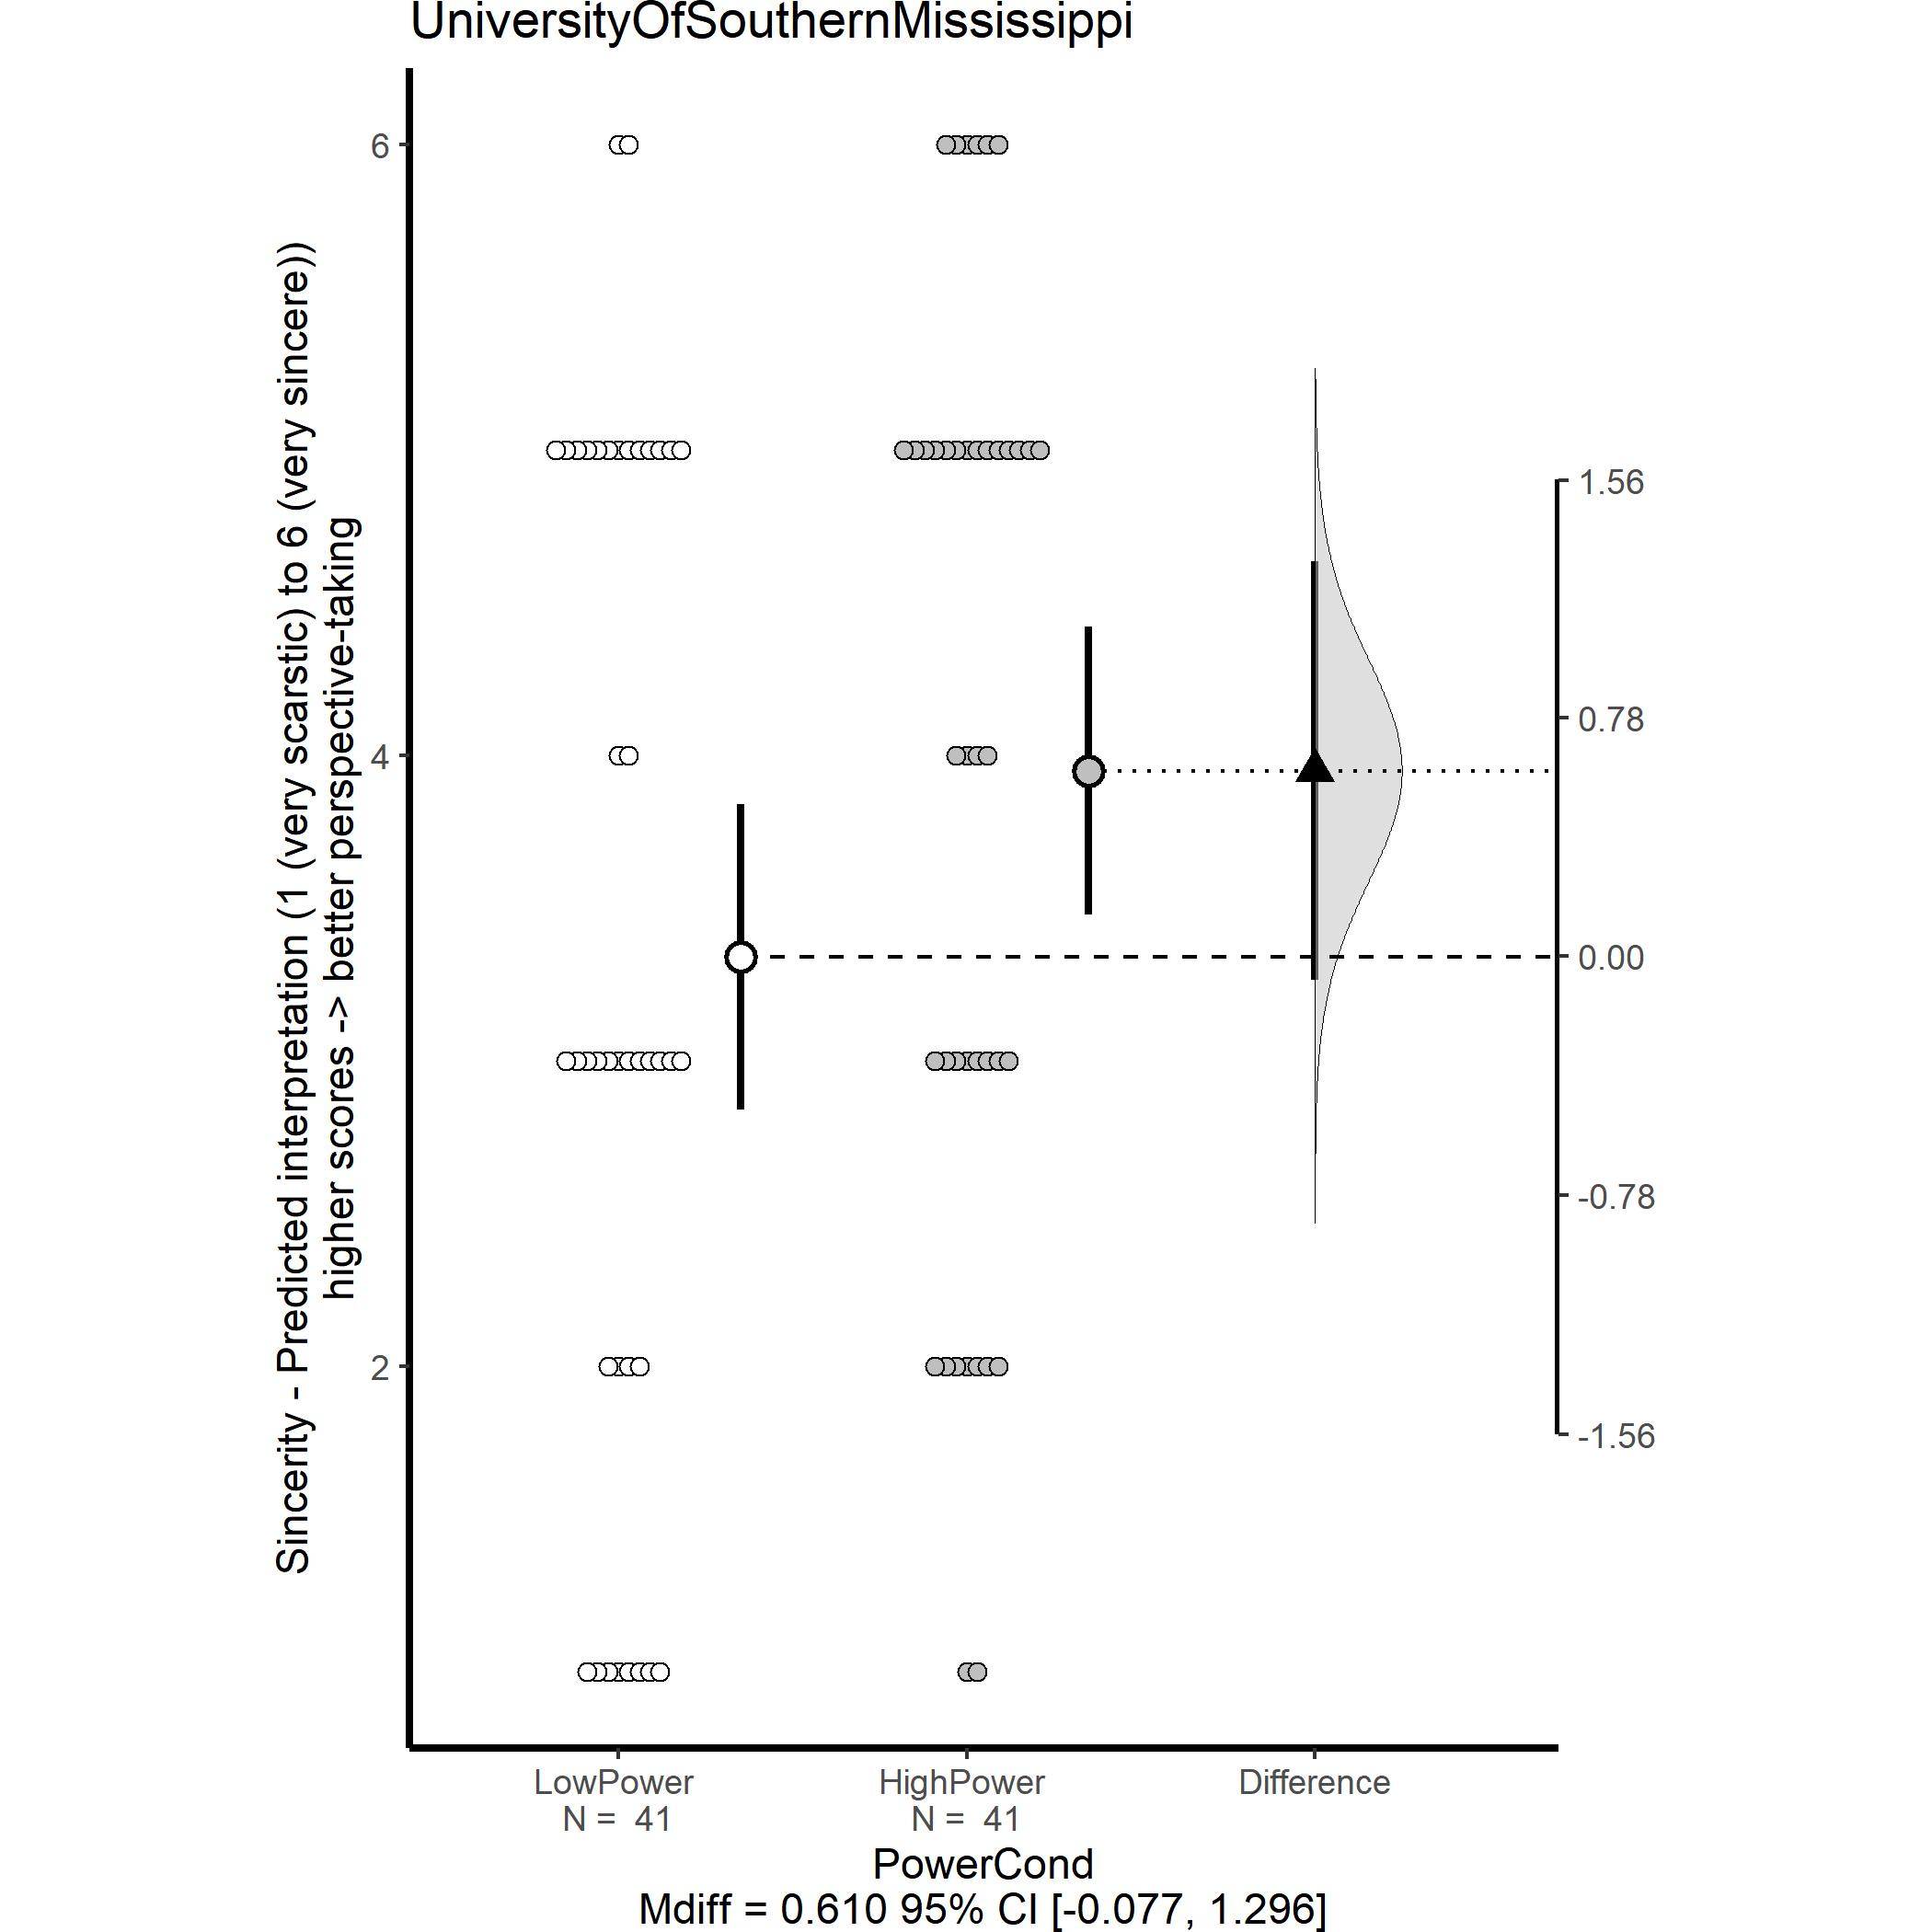 UniversityOfSouthernMississippi
Sincerity - Predicted interpretation (1 (very scarstic) to 6 (very sincere))
higher scores -> better perspective-taking
6
4
2
1.56
0.78
0.00
-0.78
-1.56
LowPower
N = 41
HighPower
N = 41
Difference
PowerCond
Mdiff = 0.610 95% CI [-0.077, 1.296]